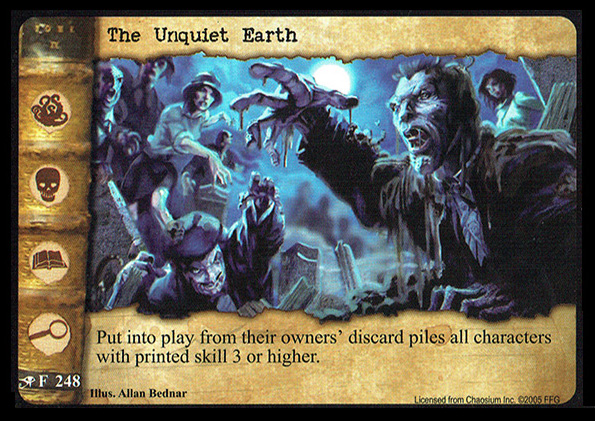 The Unquiet Earth
Put into play from their owners' discard piles all characters
with printed skill 3 or higher.
F 248
Illus. Allan Bednar
Licensed from Chaosium Inc. ©2005 FFG